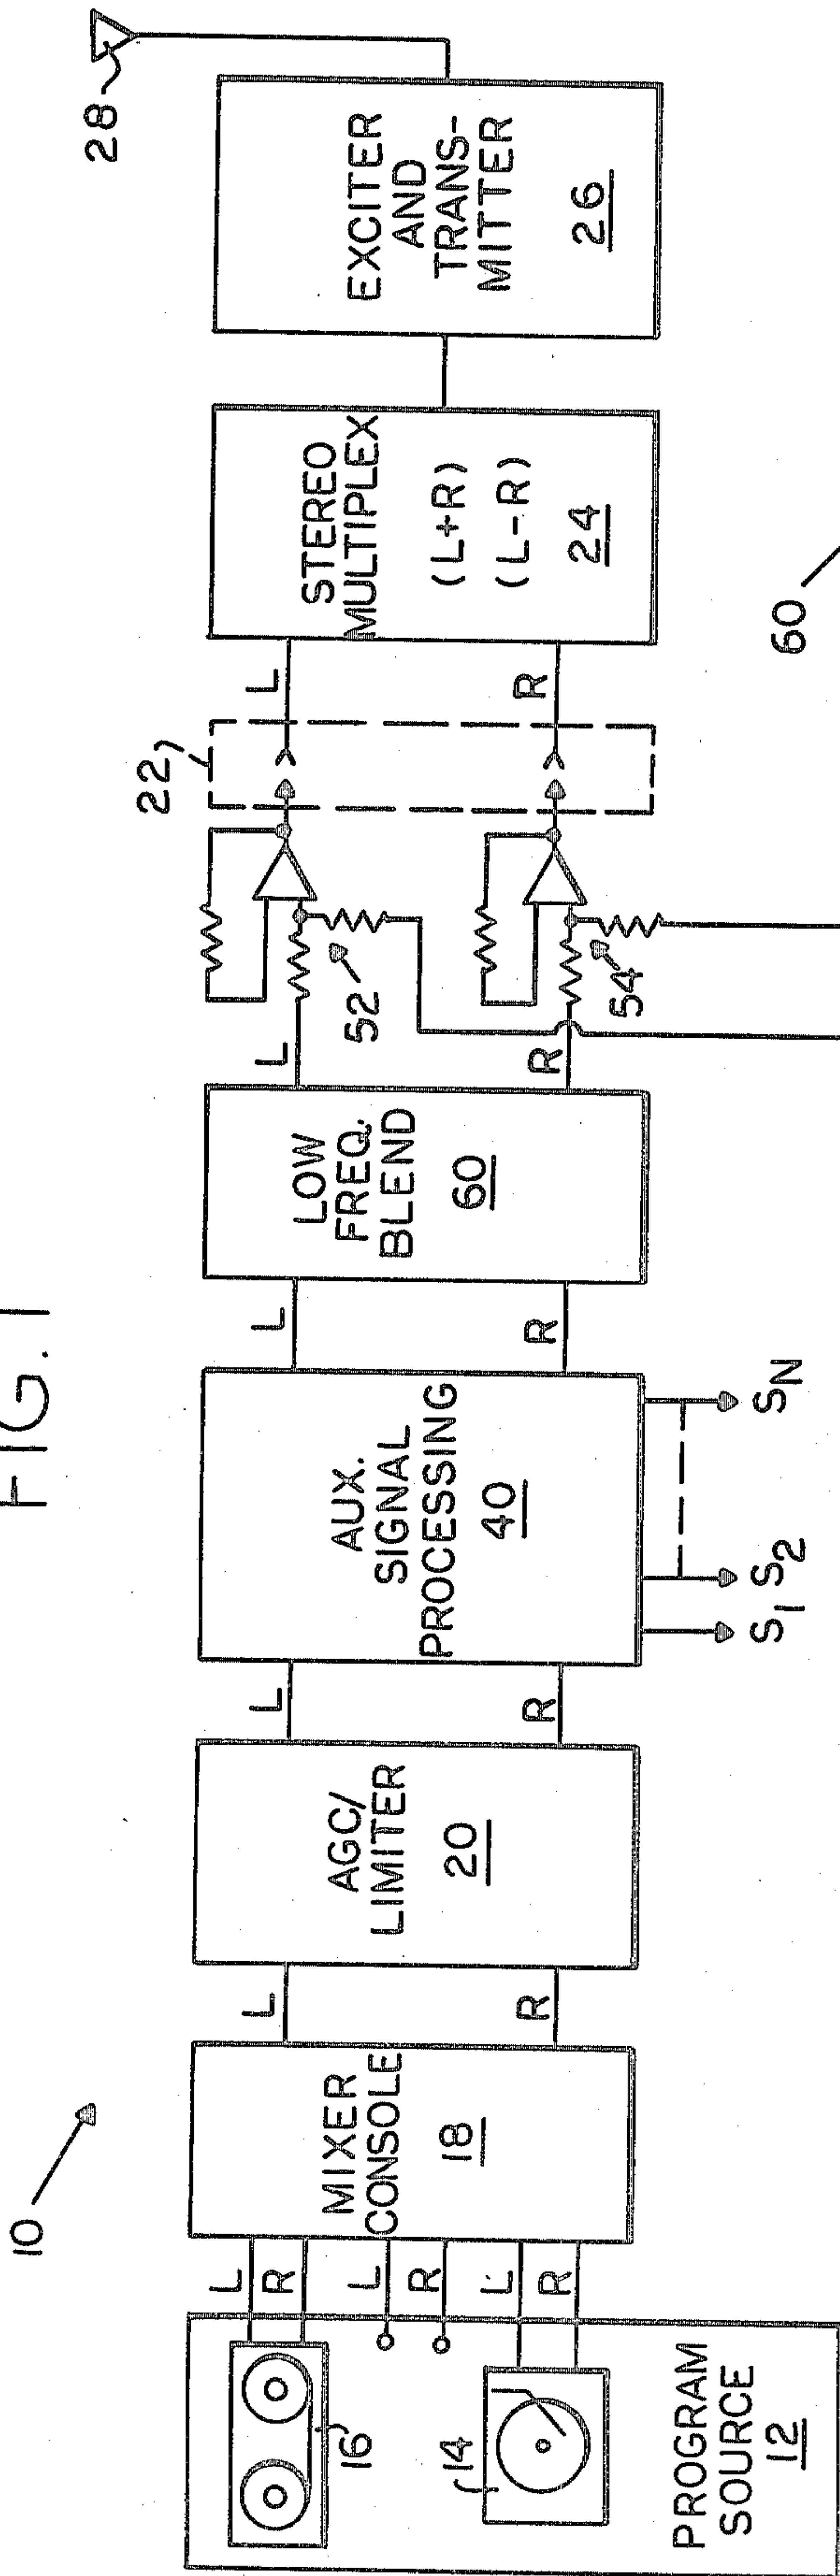 FIG. 1
10
L
R
L
R
L
R
16
14
PROGRAM
SOURCE
12
MIXER
CONSOLE
18
L
R
AGC/
LIMITER
20
L
R
AUX.
SIGNAL
PROCESSING
40
S1
S2
SN
L
R
LOW
FREQ.
BLEND
60
L
R
52
54
22
L
R
STEREO
MULTIPLEX
(L+R)
(L-R)
24
EXCITER
AND
TRANS-
MITTER
26
28
60